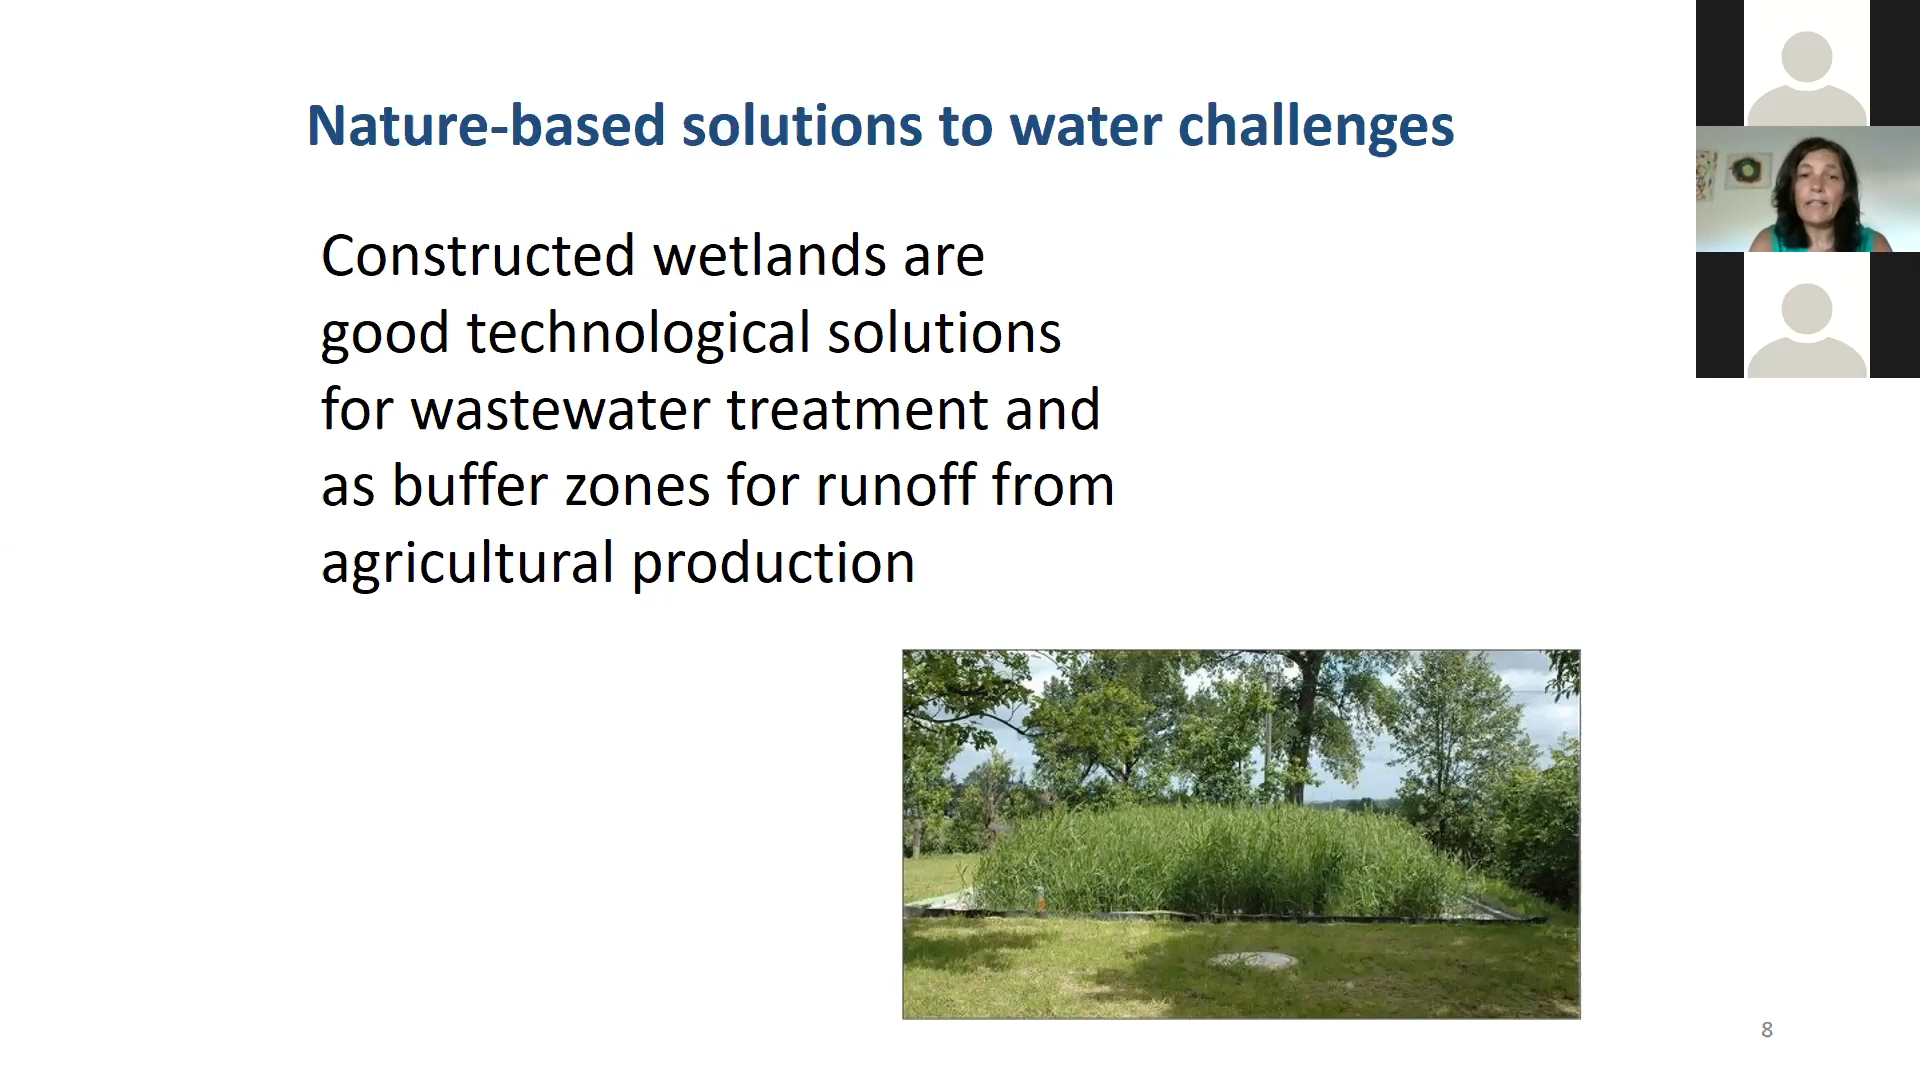 Nature-based solutions to water challenges
Constructed wetlands are
good technological solutions
for wastewater treatment and
as buffer zones for runoff from
agricultural production
8